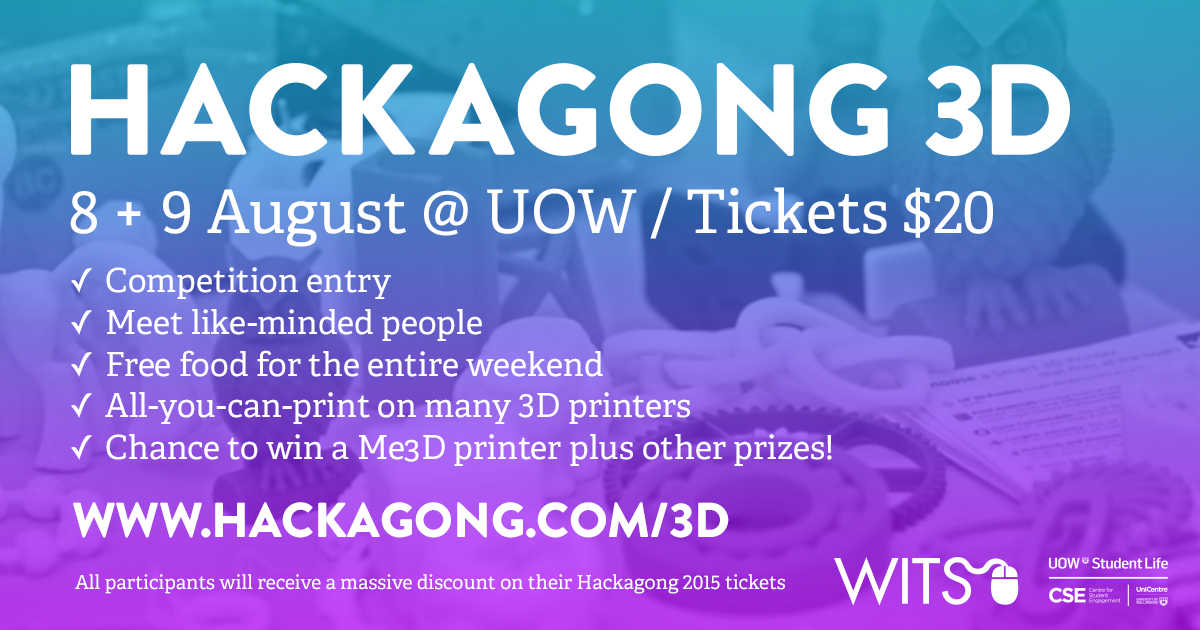 HACKAGONG 3D
8 + 9 August @ UOW / Tickets $20
✓ Competition entry
✓ Meet like-minded people
✓ Free food for the entire weekend
✓ All-you-can-print on many 3D printers
✓ Chance to win a Me3D printer plus other prizes!
WWW.HACKAGONG.COM/3D
All participants will receive a massive discount on their Hackagong 2015 tickets
WITS
UOW Student Life
CSE Centre for Student Engagement
UniCentre